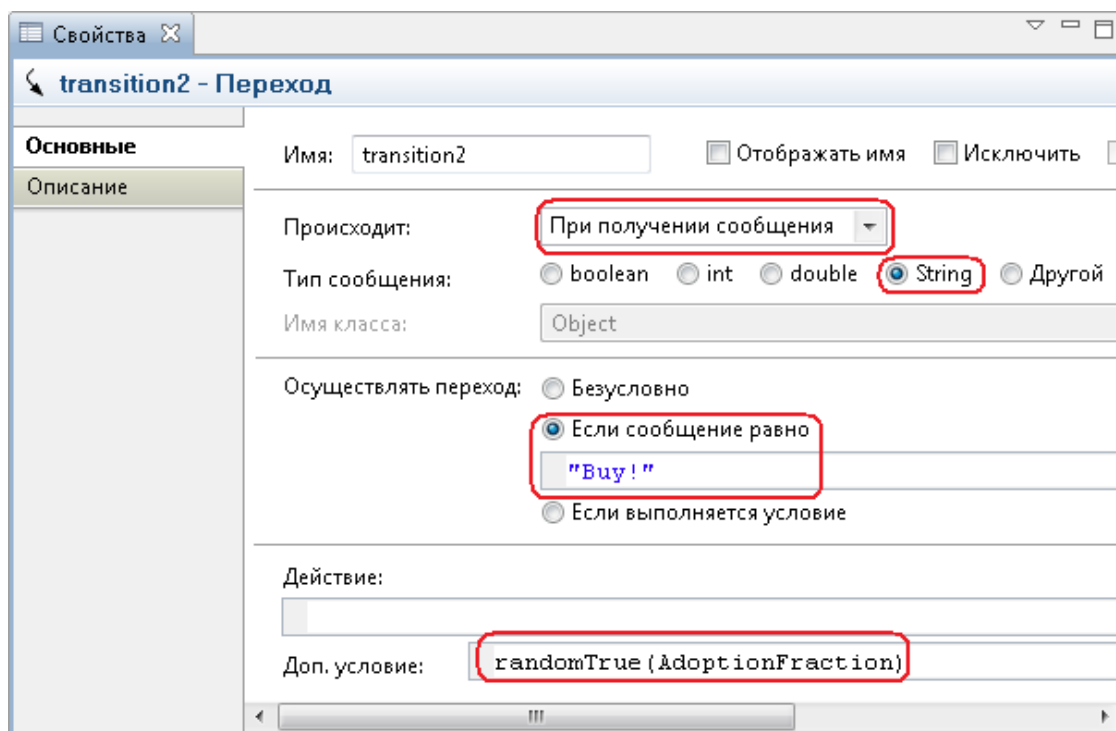 Свойства
transition2 - Переход
Основные
Описание
Имя: transition2 Отображать имя Исключить
Происходит: При получении сообщения
Тип сообщения: boolean int double String Другой
Имя класса: Object
Осуществлять переход: Безусловно
Если сообщение равно
"Buy!"
Если выполняется условие
Действие:
Доп. условие: randomTrue(AdoptionFraction)